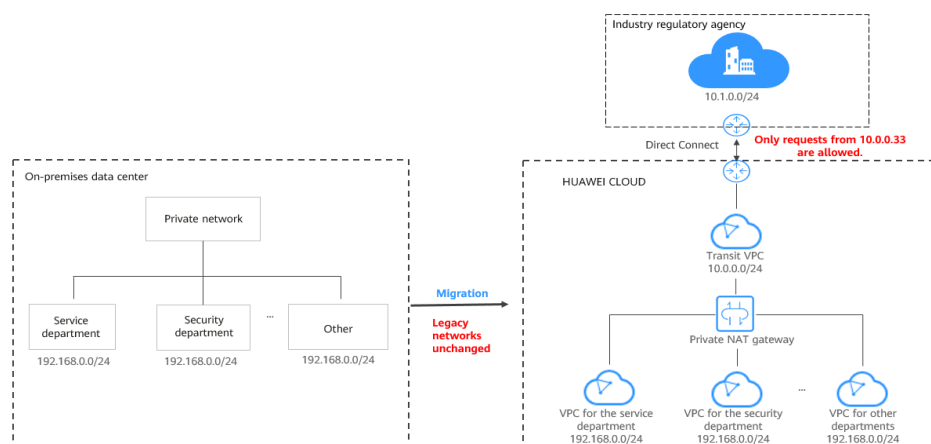 Industry regulatory agency
10.1.0.0/24
Direct Connect
Only requests from 10.0.0.33
are allowed.
On-premises data center
Private network
Service
department
192.168.0.0/24
Security
department
192.168.0.0/24
...
Other
192.168.0.0/24
Migration
Legacy
networks
unchanged
HUAWEI CLOUD
Transit VPC
10.0.0.0/24
Private NAT gateway
VPC for the service
department
192.168.0.0/24
VPC for the security
department
192.168.0.0/24
...
VPC for other
departments
192.168.0.0/24